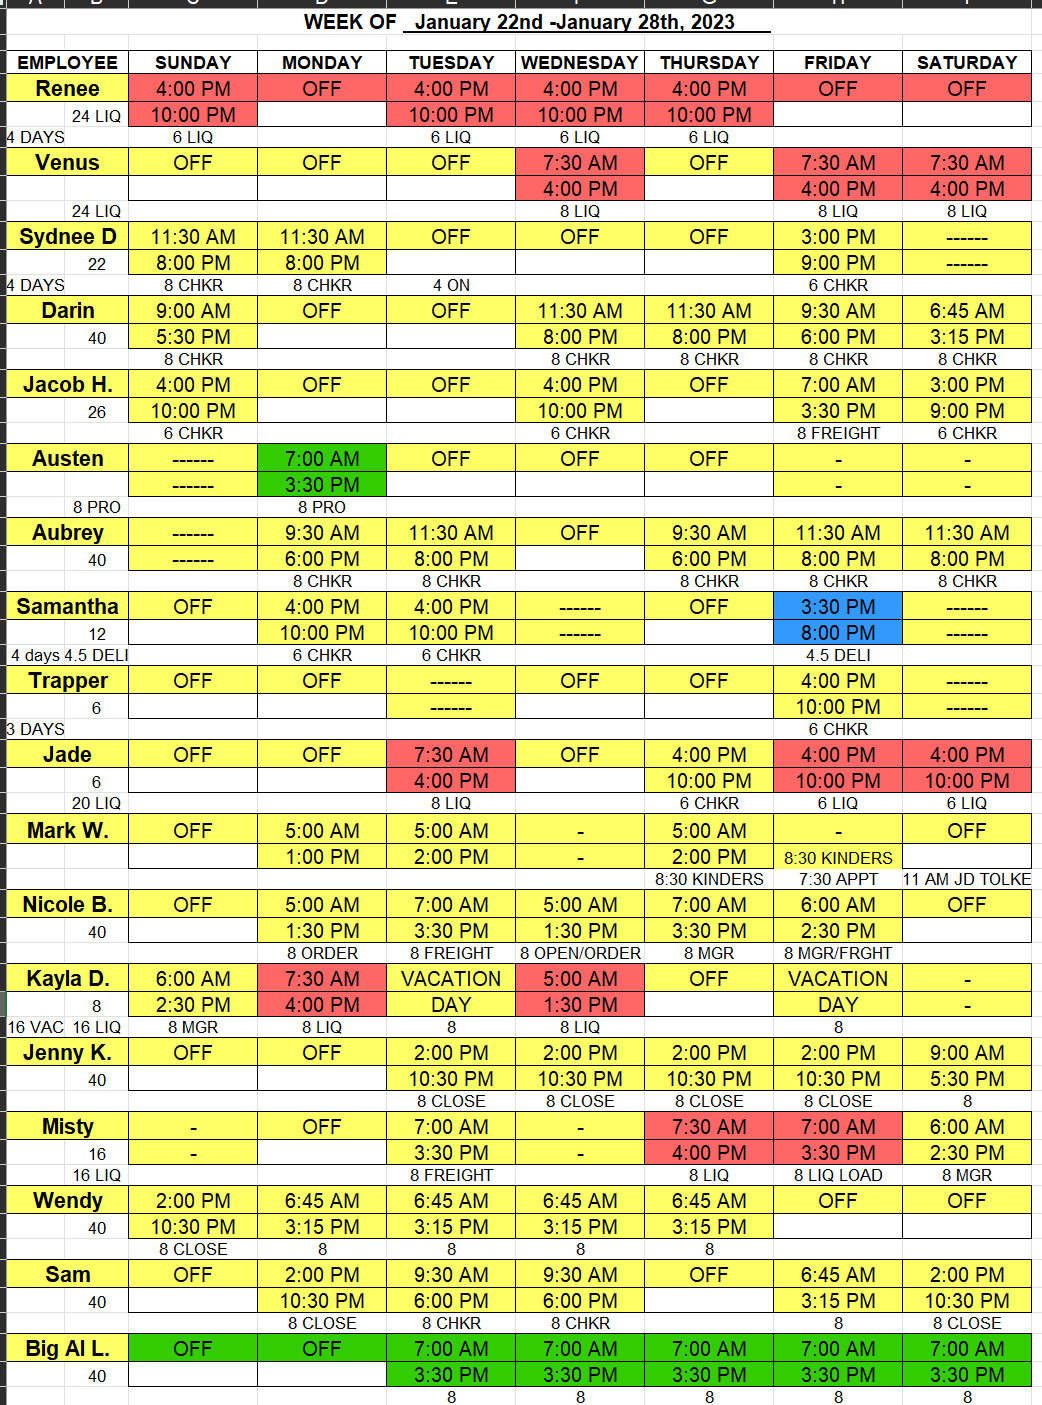 WEEK OF January 22nd -January 28th, 2023
EMPLOYEE SUNDAY MONDAY TUESDAY WEDNESDAY THURSDAY FRIDAY SATURDAY
Renee 4:00 PM OFF 4:00 PM 4:00 PM 4:00 PM OFF OFF
24 LIQ 10:00 PM 10:00 PM 10:00 PM 10:00 PM
4 DAYS 6 LIQ 6 LIQ 6 LIQ 6 LIQ
Venus OFF OFF OFF 7:30 AM OFF 7:30 AM 7:30 AM
4:00 PM 4:00 PM 4:00 PM
24 LIQ 8 LIQ 8 LIQ 8 LIQ
Sydnee D 11:30 AM 11:30 AM OFF OFF OFF 3:00 PM ------
22 8:00 PM 8:00 PM 9:00 PM ------
4 DAYS 8 CHKR 8 CHKR 4 ON 6 CHKR
Darin 9:00 AM OFF OFF 11:30 AM 11:30 AM 9:30 AM 6:45 AM
40 5:30 PM 8:00 PM 8:00 PM 6:00 PM 3:15 PM
8 CHKR 8 CHKR 8 CHKR 8 CHKR 8 CHKR
Jacob H. 4:00 PM OFF OFF 4:00 PM OFF 7:00 AM 3:00 PM
26 10:00 PM 10:00 PM 3:30 PM 9:00 PM
6 CHKR 6 CHKR 8 FREIGHT 6 CHKR
Austen ------ 7:00 AM OFF OFF OFF - -
------ 3:30 PM - -
8 PRO 8 PRO
Aubrey ------ 9:30 AM 11:30 AM OFF 9:30 AM 11:30 AM 11:30 AM
40 ------ 6:00 PM 8:00 PM 6:00 PM 8:00 PM 8:00 PM
8 CHKR 8 CHKR 8 CHKR 8 CHKR 8 CHKR
Samantha OFF 4:00 PM 4:00 PM ------ OFF 3:30 PM ------
12 10:00 PM 10:00 PM ------ 8:00 PM ------
4 days 4.5 DELI 6 CHKR 6 CHKR 4.5 DELI
Trapper OFF OFF ------ OFF OFF 4:00 PM ------
6 ------ 10:00 PM ------
3 DAYS 6 CHKR
Jade OFF OFF 7:30 AM OFF 4:00 PM 4:00 PM 4:00 PM
6 4:00 PM 10:00 PM 10:00 PM 10:00 PM
20 LIQ 8 LIQ 6 CHKR 6 LIQ 6 LIQ
Mark W. OFF 5:00 AM 5:00 AM - 5:00 AM - OFF
1:00 PM 2:00 PM - 2:00 PM 8:30 KINDERS
8:30 KINDERS 7:30 APPT 11 AM JD TOLKE
Nicole B. OFF 5:00 AM 7:00 AM 5:00 AM 7:00 AM 6:00 AM OFF
40 1:30 PM 3:30 PM 1:30 PM 3:30 PM 2:30 PM
8 ORDER 8 FREIGHT 8 OPEN/ORDER 8 MGR 8 MGR/FRGHT
Kayla D. 6:00 AM 7:30 AM VACATION 5:00 AM OFF VACATION -
8 2:30 PM 4:00 PM DAY 1:30 PM DAY -
16 VAC 16 LIQ 8 MGR 8 LIQ 8 8 LIQ 8
Jenny K. OFF OFF 2:00 PM 2:00 PM 2:00 PM 2:00 PM 9:00 AM
40 10:30 PM 10:30 PM 10:30 PM 10:30 PM 5:30 PM
8 CLOSE 8 CLOSE 8 CLOSE 8 CLOSE 8
Misty - OFF 7:00 AM - 7:30 AM 7:00 AM 6:00 AM
16 - 3:30 PM - 4:00 PM 3:30 PM 2:30 PM
16 LIQ 8 FREIGHT 8 LIQ 8 LIQ LOAD 8 MGR
Wendy 2:00 PM 6:45 AM 6:45 AM 6:45 AM 6:45 AM OFF OFF
40 10:30 PM 3:15 PM 3:15 PM 3:15 PM 3:15 PM
8 CLOSE 8 8 8 8
Sam OFF 2:00 PM 9:30 AM 9:30 AM OFF 6:45 AM 2:00 PM
40 10:30 PM 6:00 PM 6:00 PM 3:15 PM 10:30 PM
8 CLOSE 8 CHKR 8 CHKR 8 8 CLOSE
Big Al L. OFF OFF 7:00 AM 7:00 AM 7:00 AM 7:00 AM 7:00 AM
40 3:30 PM 3:30 PM 3:30 PM 3:30 PM 3:30 PM
8 8 8 8 8